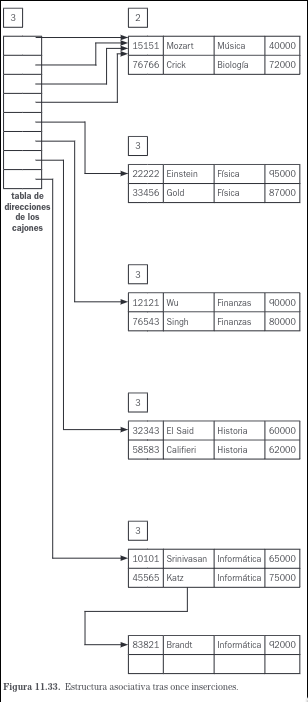 3
2
15151 Mozart Música 40000
76766 Crick Biología 72000
3
22222 Einstein Física 95000
33456 Gold Física 87000
tabla de
direcciones
de los
cajones
3
12121 Wu Finanzas 90000
76543 Singh Finanzas 80000
3
32343 El Said Historia 60000
58583 Califieri Historia 62000
3
10101 Srinivasan Informática 65000
45565 Katz Informática 75000
83821 Brandt Informática 92000
Figura 11.33. Estructura asociativa tras once inserciones.